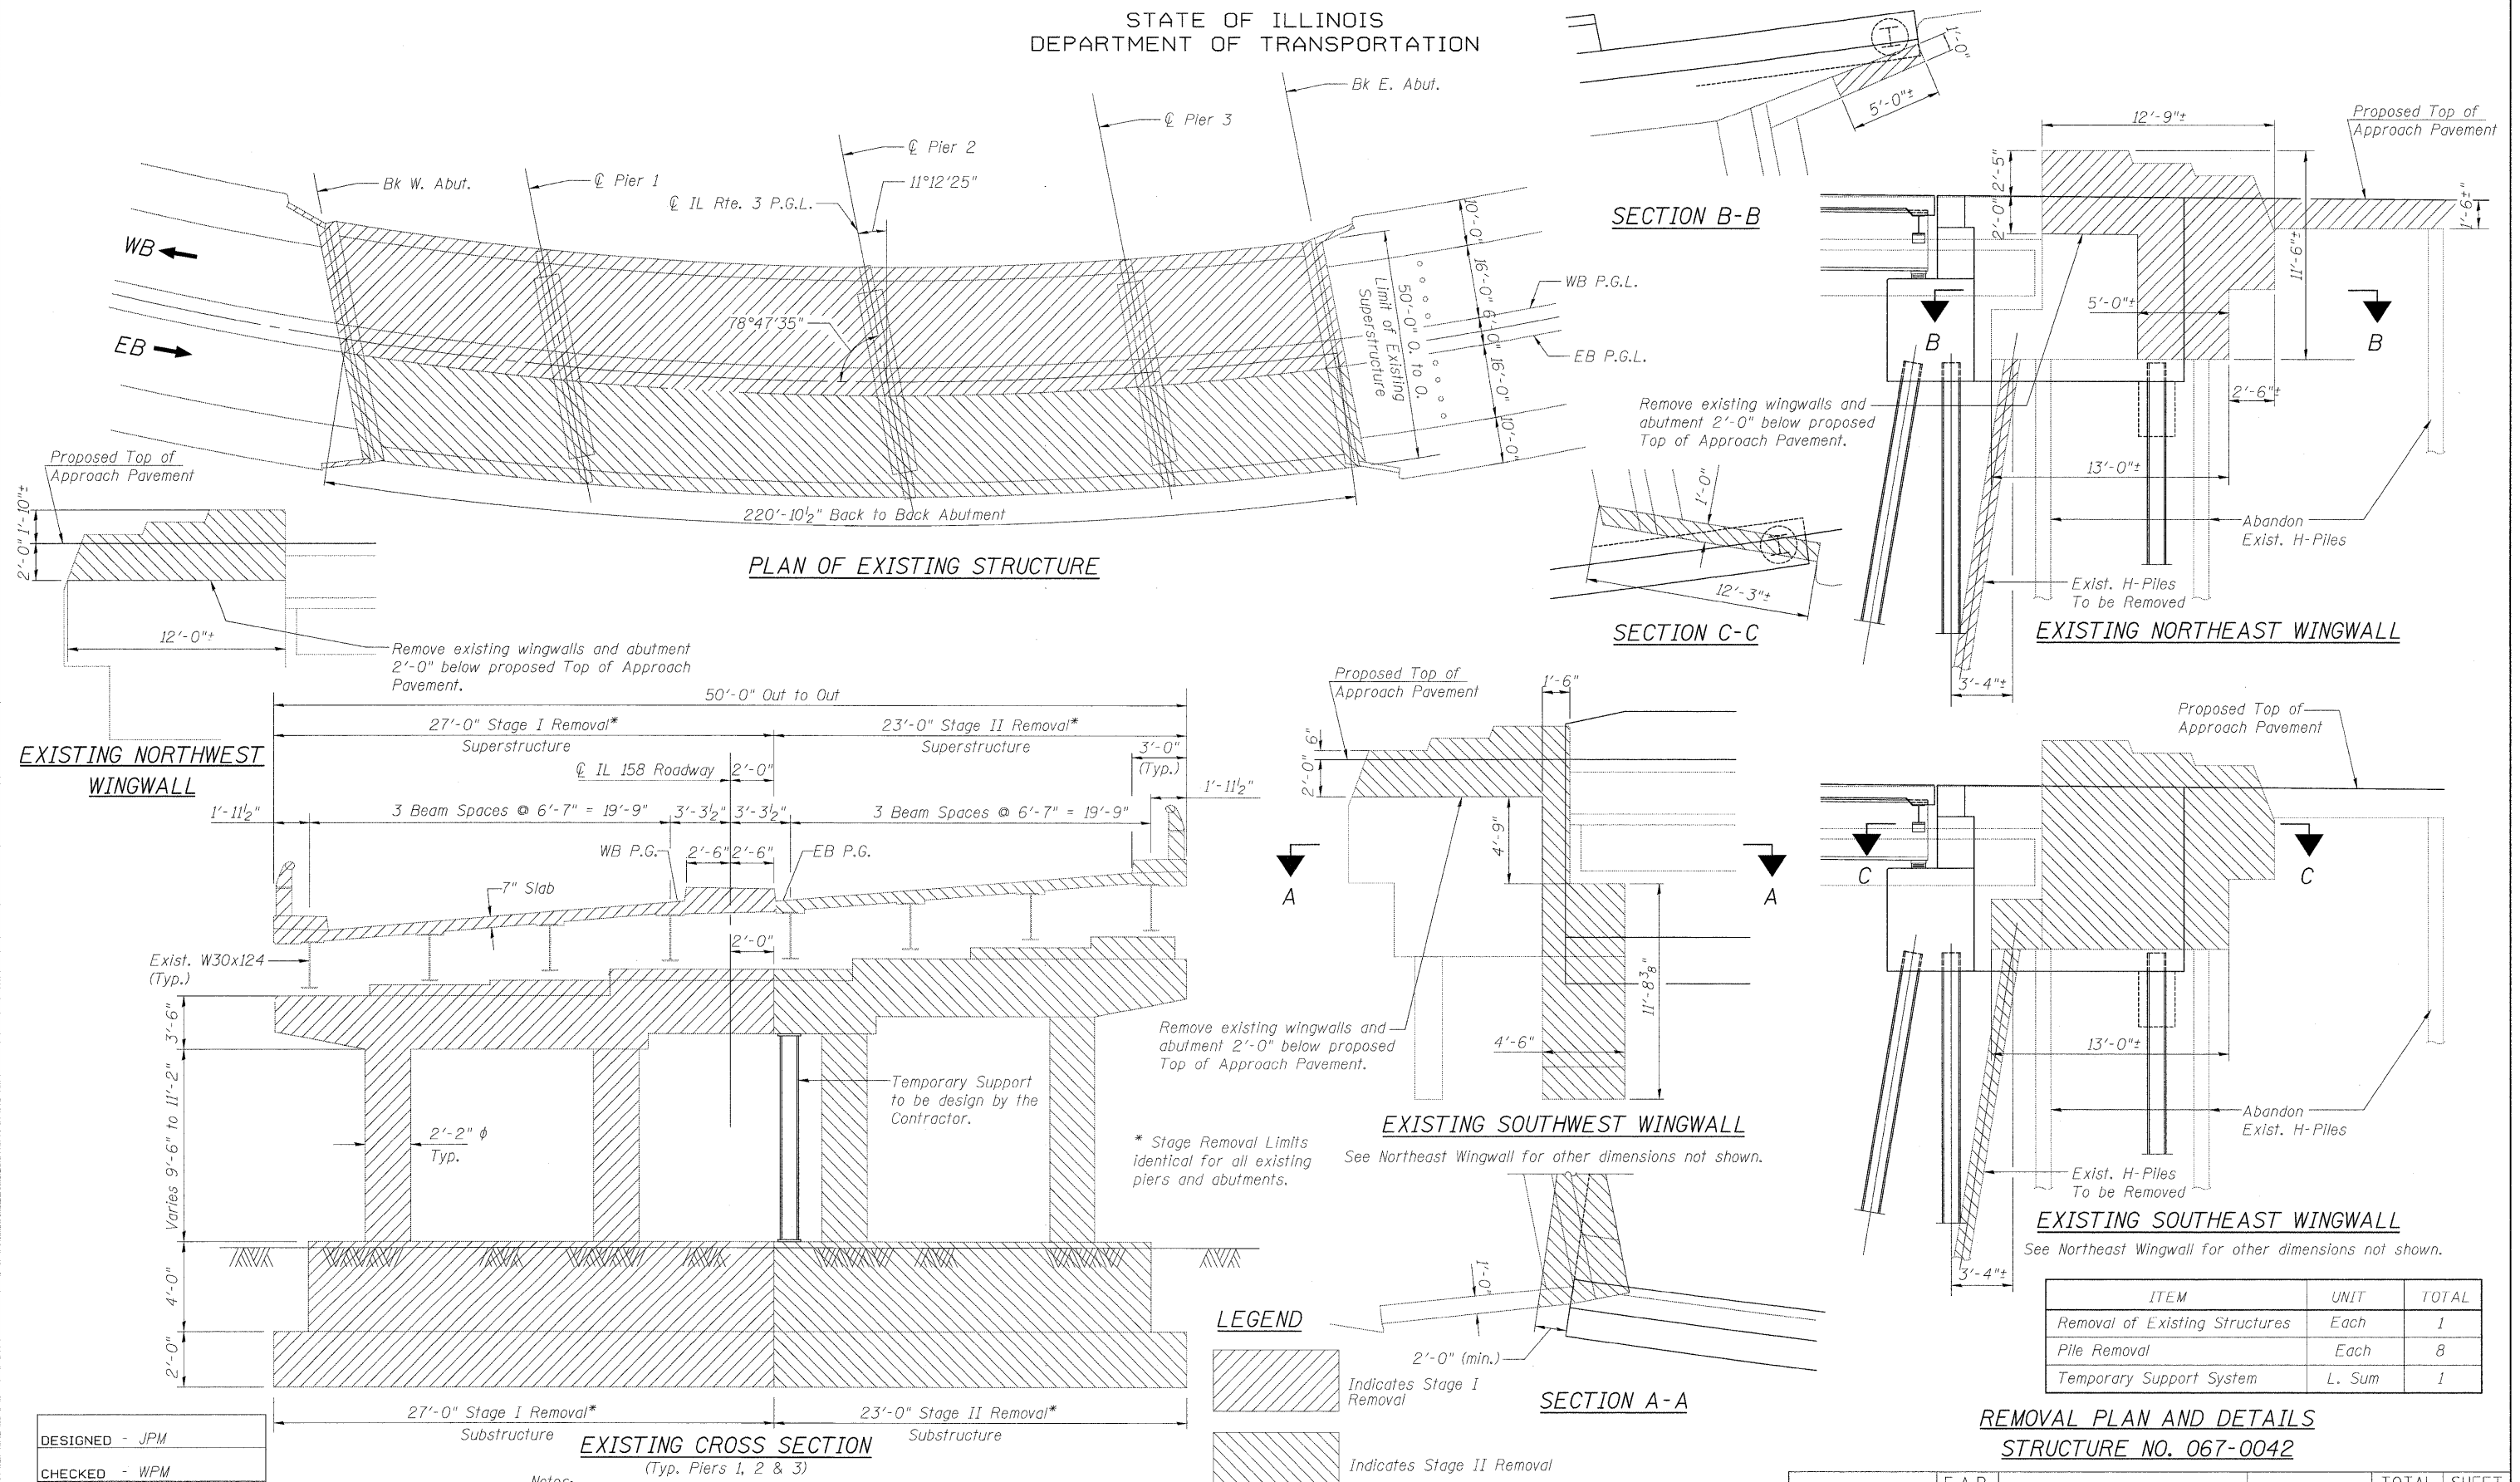 STATE OF ILLINOIS
DEPARTMENT OF TRANSPORTATION
Bk E. Abut.
℄ Pier 3
℄ Pier 2
11°12'25"
℄ IL Rte. 3 P.G.L.
℄ Pier 1
Bk W. Abut.
WB
EB
78°47'35"
10'-0"
16'-0"
6'-0"
16'-0"
10'-0"
50'-0" O. to O.
Limit of Existing
Superstructure
WB P.G.L.
EB P.G.L.
220'-10½" Back to Back Abutment
PLAN OF EXISTING STRUCTURE
1'-0"
5'-0"±
SECTION B-B
1'-0"
12'-3"±
SECTION C-C
12'-9"±
Proposed Top of
Approach Pavement
2'-5"
2'-0"
11'-6"±
1'-6"±
5'-0"±
B
B
2'-6"±
Remove existing wingwalls and
abutment 2'-0" below proposed
Top of Approach Pavement.
13'-0"±
Abandon
Exist. H-Piles
Exist. H-Piles
To be Removed
EXISTING NORTHEAST WINGWALL
3'-4"±
Proposed Top of
Approach Pavement
1'-10"±
2'-0"
12'-0"±
Remove existing wingwalls and abutment
2'-0" below proposed Top of Approach
Pavement.
EXISTING NORTHWEST
WINGWALL
50'-0" Out to Out
27'-0" Stage I Removal*
Superstructure
23'-0" Stage II Removal*
Superstructure
3'-0"
(Typ.)
℄ IL 158 Roadway
2'-0"
1'-11½"
3 Beam Spaces @ 6'-7" = 19'-9"
3'-3½"
3'-3½"
3 Beam Spaces @ 6'-7" = 19'-9"
1'-11½"
WB P.G.
2'-6"
2'-6"
EB P.G.
7" Slab
2'-0"
Exist. W30x124
(Typ.)
3'-6"
Varies 9'-6" to 11'-2"
2'-2" ϕ
Typ.
Temporary Support
to be design by the
Contractor.
* Stage Removal Limits
identical for all existing
piers and abutments.
4'-0"
2'-0"
27'-0" Stage I Removal*
Substructure
23'-0" Stage II Removal*
Substructure
EXISTING CROSS SECTION
(Typ. Piers 1, 2 & 3)
Notes:
Proposed Top of
Approach Pavement
1'-6"
6"
2'-0"
4'-9"
A
A
11'-8⅜"
4'-6"
Remove existing wingwalls and
abutment 2'-0" below proposed
Top of Approach Pavement.
EXISTING SOUTHWEST WINGWALL
See Northeast Wingwall for other dimensions not shown.
1'-0"
2'-0" (min.)
SECTION A-A
LEGEND
Indicates Stage I
Removal
Indicates Stage II Removal
Proposed Top of
Approach Pavement
C
C
13'-0"±
Abandon
Exist. H-Piles
Exist. H-Piles
To be Removed
EXISTING SOUTHEAST WINGWALL
See Northeast Wingwall for other dimensions not shown.
3'-4"±
ITEM UNIT TOTAL
Removal of Existing Structures Each 1
Pile Removal Each 8
Temporary Support System L. Sum 1
REMOVAL PLAN AND DETAILS
STRUCTURE NO. 067-0042
DESIGNED - JPM
CHECKED - WPM
F.A.P. TOTAL SHEET